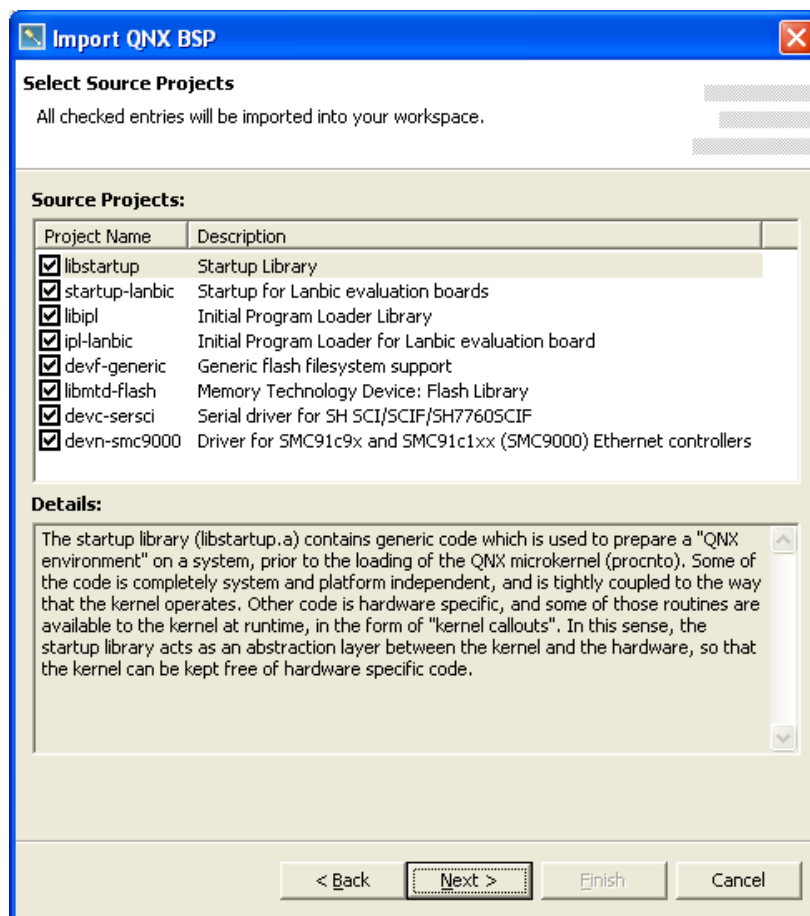 Import QNX BSP
Select Source Projects
All checked entries will be imported into your workspace.
Source Projects:
Project Name Description
libstartup Startup Library
startup-lanbic Startup for Lanbic evaluation boards
libipl Initial Program Loader Library
ipl-lanbic Initial Program Loader for Lanbic evaluation board
devf-generic Generic flash filesystem support
libmtd-flash Memory Technology Device: Flash Library
devc-sersci Serial driver for SH SCI/SCIF/SH7760SCIF
devn-smc9000 Driver for SMC91c9x and SMC91c1xx (SMC9000) Ethernet controllers
Details:
The startup library (libstartup.a) contains generic code which is used to prepare a "QNX
environment" on a system, prior to the loading of the QNX microkernel (procnto). Some of
the code is completely system and platform independent, and is tightly coupled to the way
that the kernel operates. Other code is hardware specific, and some of those routines are
available to the kernel at runtime, in the form of "kernel callouts". In this sense, the
startup library acts as an abstraction layer between the kernel and the hardware, so that
the kernel can be kept free of hardware specific code.
< Back Next > Finish Cancel